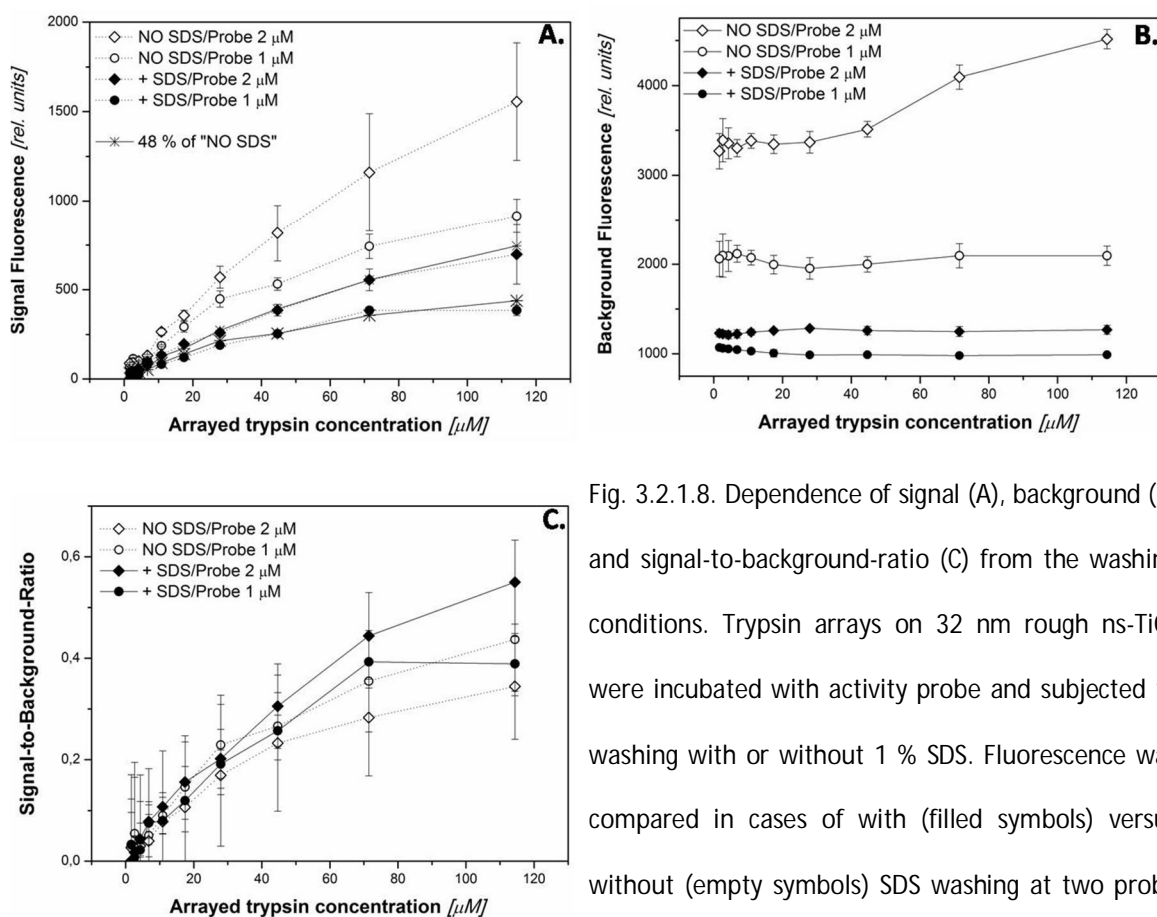 A.
NO SDS/Probe 2 μM
NO SDS/Probe 1 μM
+ SDS/Probe 2 μM
+ SDS/Probe 1 μM
48 % of "NO SDS"
Signal Fluorescence [rel. units]
2000
1500
1000
500
0
0 20 40 60 80 100 120
Arrayed trypsin concentration [μM]
B.
NO SDS/Probe 2 μM
NO SDS/Probe 1 μM
+ SDS/Probe 2 μM
+ SDS/Probe 1 μM
Background Fluorescence [rel. units]
4000
3000
2000
1000
0 20 40 60 80 100 120
Arrayed trypsin concentration [μM]
C.
NO SDS/Probe 2 μM
NO SDS/Probe 1 μM
+ SDS/Probe 2 μM
+ SDS/Probe 1 μM
Signal-to-Background-Ratio
0,6
0,4
0,2
0,0
0 20 40 60 80 100 120
Arrayed trypsin concentration [μM]
Fig. 3.2.1.8. Dependence of signal (A), background (
and signal-to-background-ratio (C) from the washin
conditions. Trypsin arrays on 32 nm rough ns-TiO
were incubated with activity probe and subjected
washing with or without 1 % SDS. Fluorescence wa
compared in cases of with (filled symbols) versu
without (empty symbols) SDS washing at two prob